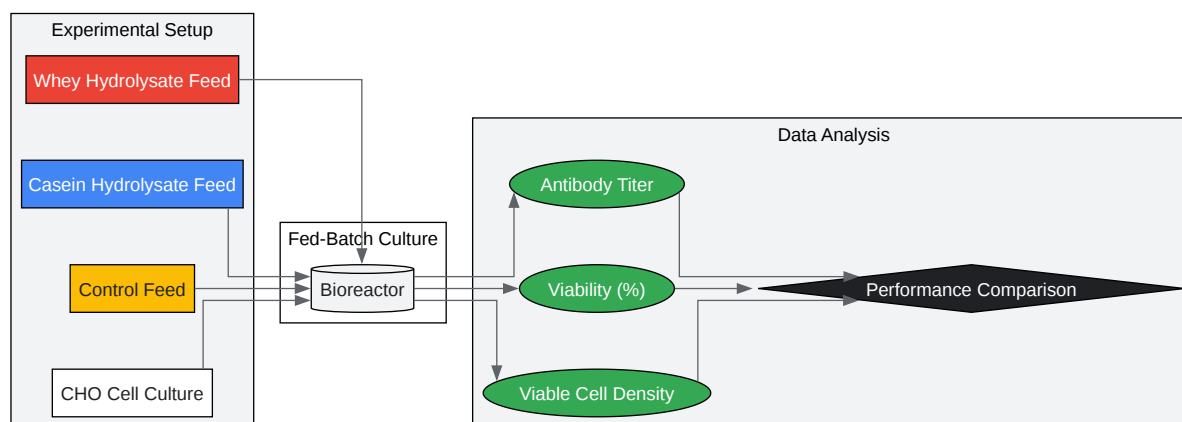 Experimental Setup
Whey Hydrolysate Feed
Casein Hydrolysate Feed
Control Feed
CHO Cell Culture
Fed-Batch Culture
Bioreactor
Data Analysis
Antibody Titer
Viability (%)
Viable Cell Density
Performance Comparison